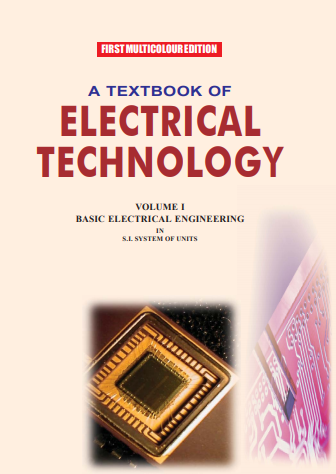 FIRST MULTICOLOUR EDITION
A TEXTBOOK OF
ELECTRICAL
TECHNOLOGY
VOLUME I
BASIC ELECTRICAL ENGINEERING
IN
S.I. SYSTEM OF UNITS